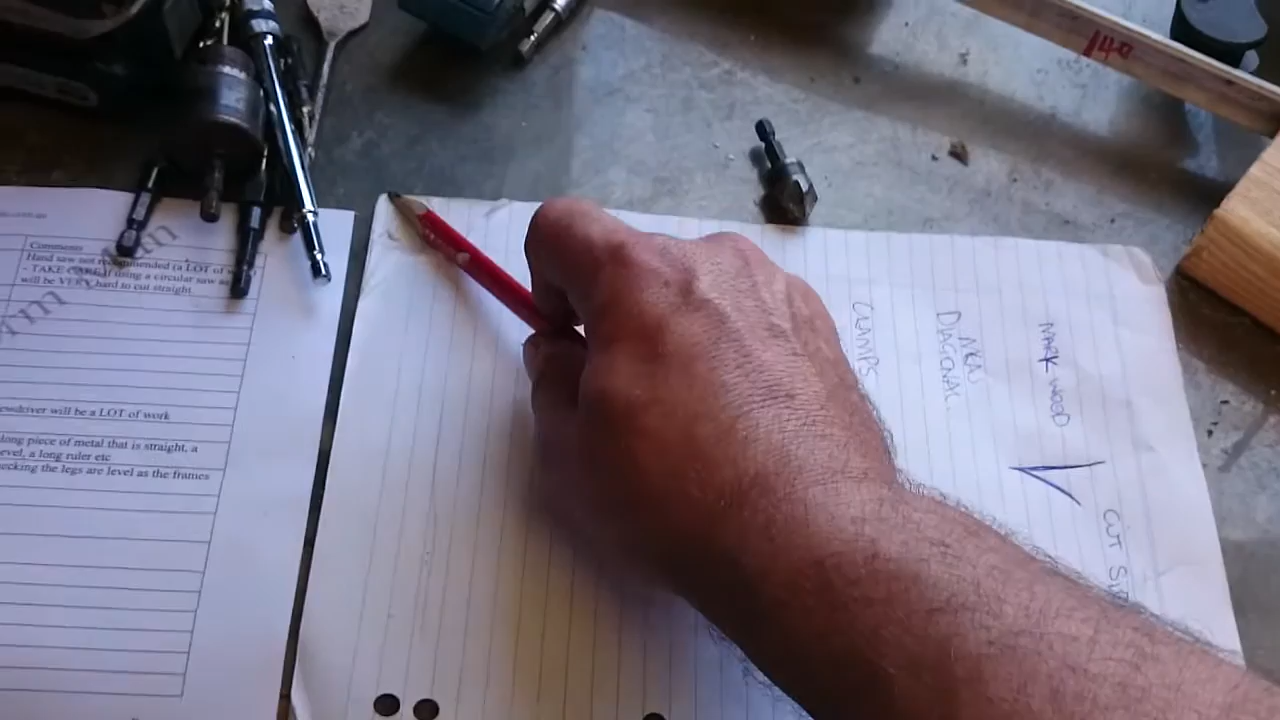 140
Comments
Hand saw not recommended (a LOT of
- TAKE CARE if using a circular saw
will be VERY hard to cut straight.
ewdriver will be a LOT of work
long piece of metal that is straight, a
evel, a long ruler etc
ecking the legs are level as the frames
MARK WOOD
DIAGONAL
CLAMPS
CUT